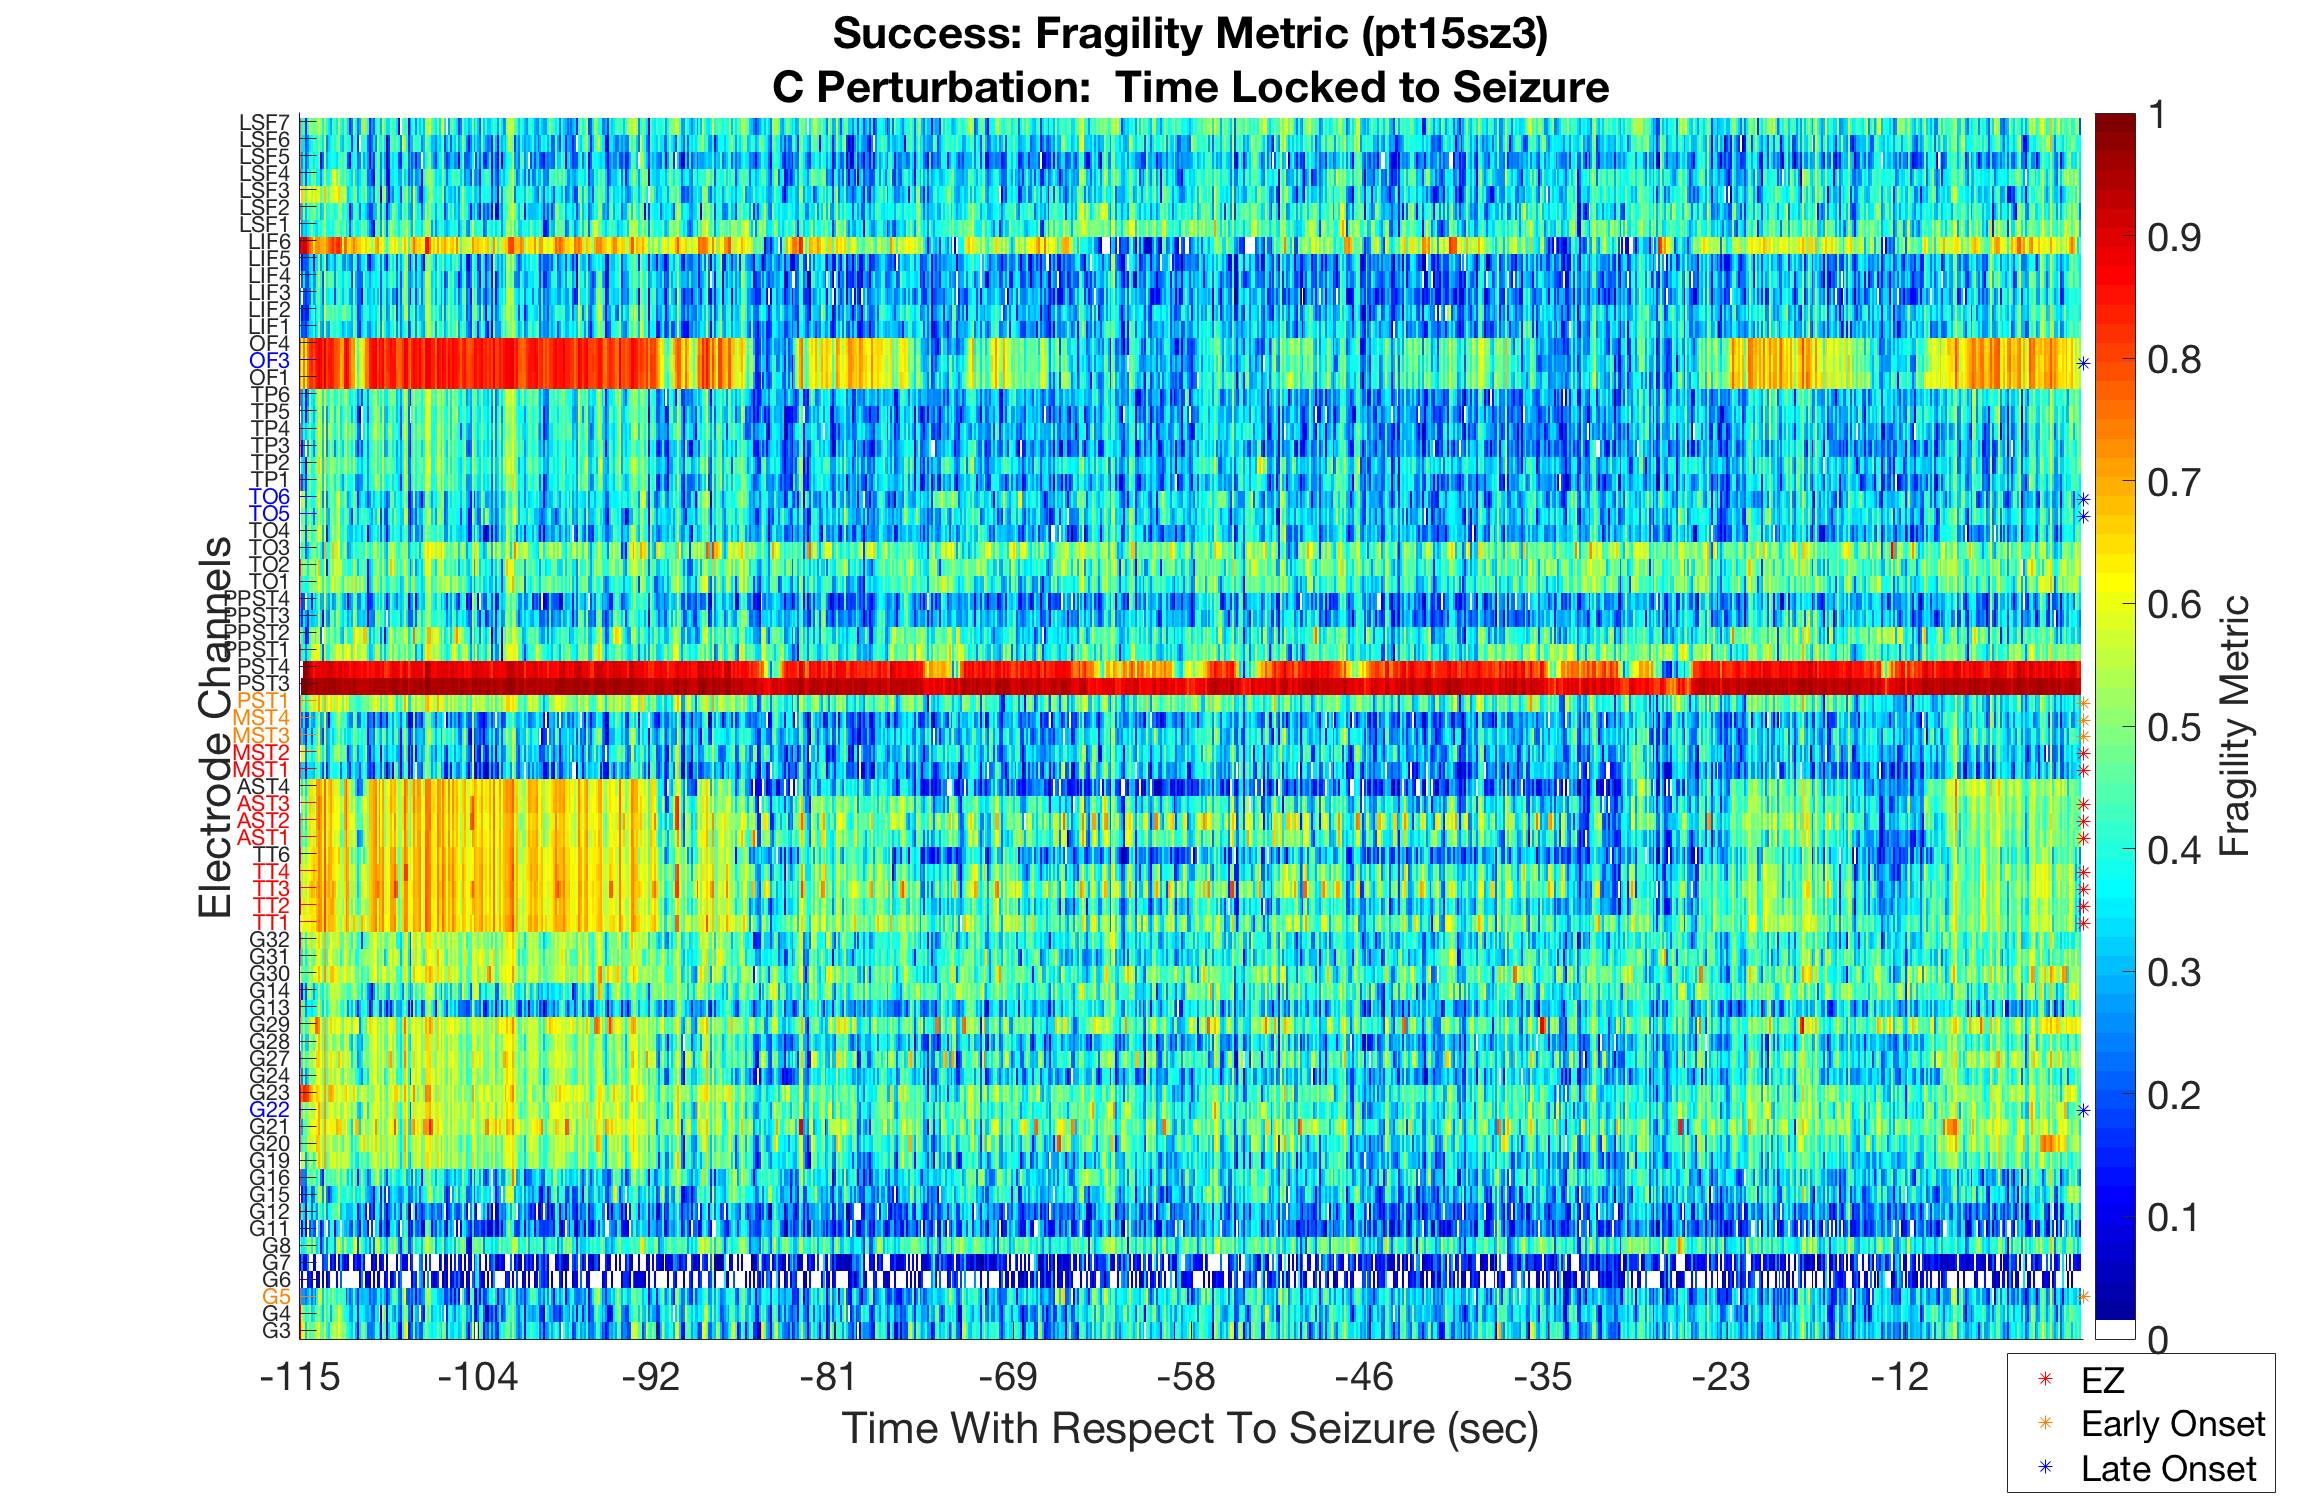 Success: Fragility Metric (pt15sz3)
C Perturbation:  Time Locked to Seizure
Electrode Channels
LSF7
LSF6
LSF5
LSF4
LSF3
LSF2
LSF1
LIF6
LIF5
LIF4
LIF3
LIF2
LIF1
OF4
OF3
OF1
TP6
TP5
TP4
TP3
TP2
TP1
TO6
TO5
TO4
TO3
TO2
TO1
PPST4
PPST3
PPST2
PPST1
PST4
PST3
PST1
MST4
MST3
MST2
MST1
AST4
AST3
AST2
AST1
TT6
TT4
TT3
TT2
TT1
G32
G31
G30
G14
G13
G29
G28
G27
G24
G23
G22
G21
G20
G19
G16
G15
G12
G11
G8
G7
G6
G5
G4
G3
-115 -104 -92 -81 -69 -58 -46 -35 -23 -12
Time With Respect To Seizure (sec)
1
0.9
0.8
0.7
0.6
0.5
0.4
0.3
0.2
0.1
0
Fragility Metric
EZ
Early Onset
Late Onset